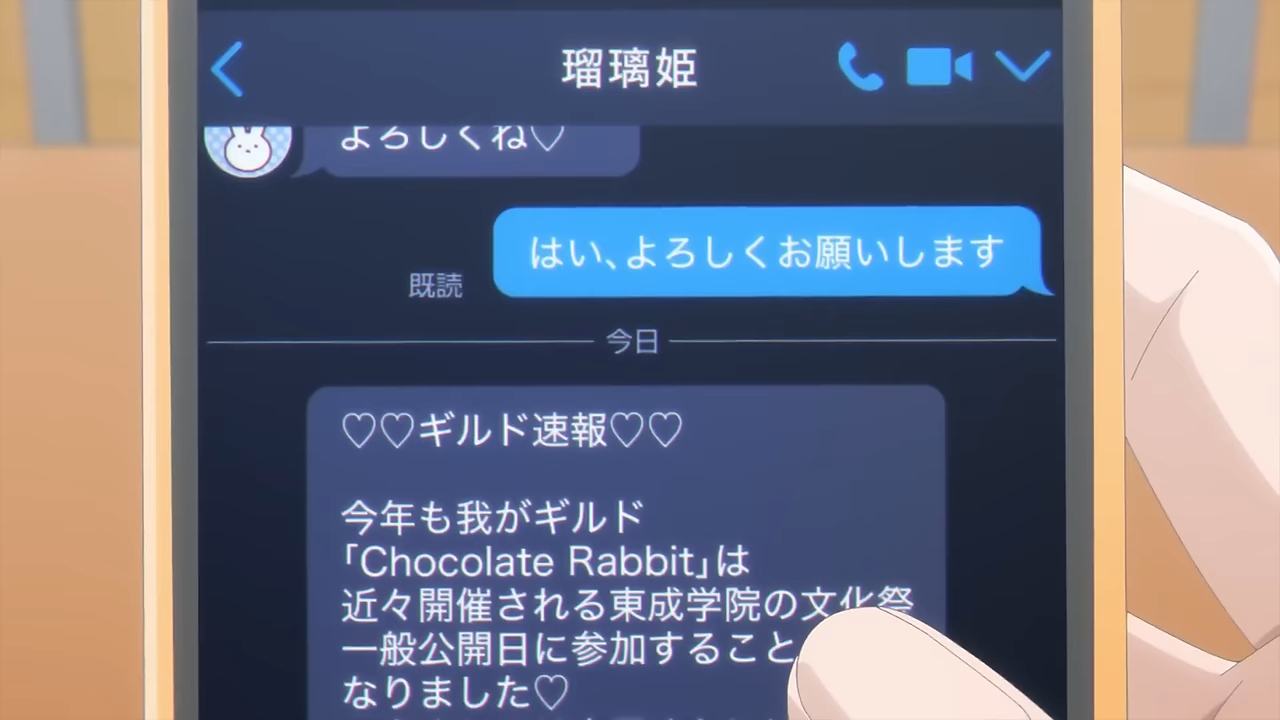 瑠璃姫
よろしくね♡
はい、よろしくお願いします
既読
今日
♡♡ギルド速報♡♡
今年も我がギルド
「Chocolate Rabbit」は
近々開催される東成学院の文化祭
一般公開日に参加すること
なりました♡